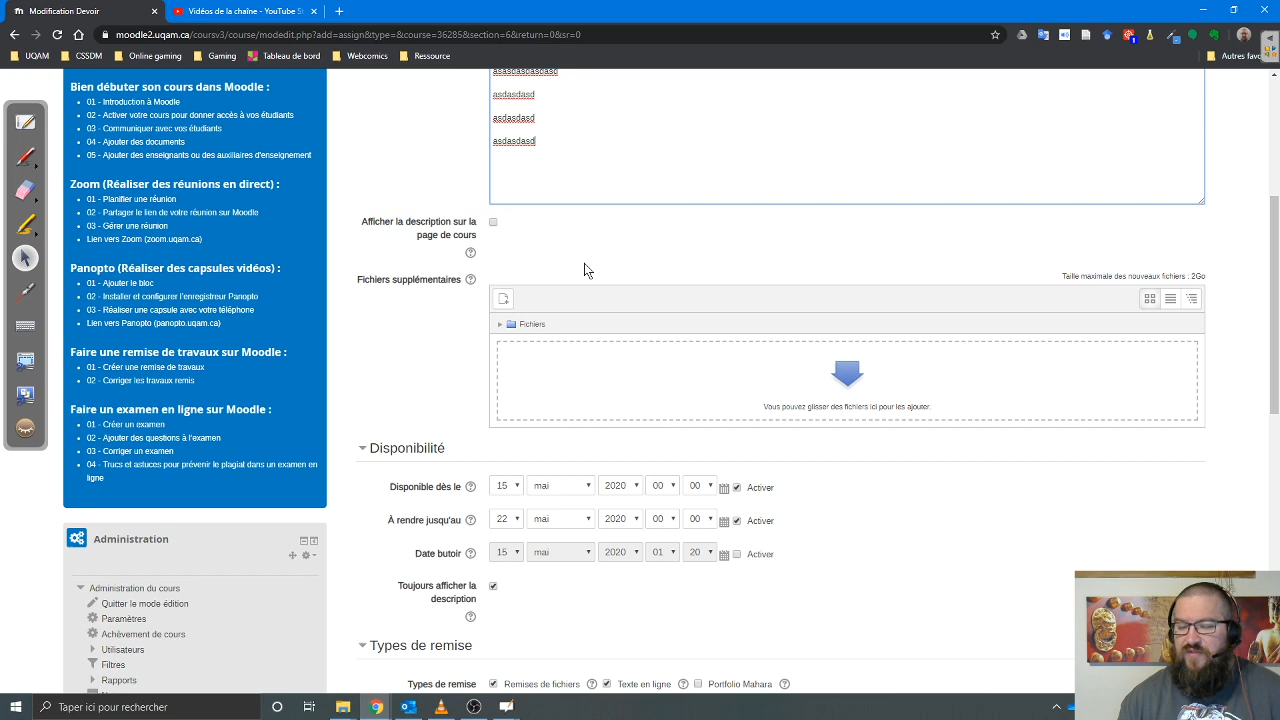 Modification Devoir
Vidéos de la chaîne - YouTube St
moodle2.uqam.ca/coursv3/course/modedit.php?add=assign&type=&course=36285&section=6&return=0&sr=0
UQAM
CSSDM
Online gaming
Gaming
Tableau de bord
Webcomics
Ressource
Autres favo
Bien débuter son cours dans Moodle :
01 - Introduction à Moodle
02 - Activer votre cours pour donner accès à vos étudiants
03 - Communiquer avec vos étudiants
04 - Ajouter des documents
05 - Ajouter des enseignants ou des auxiliaires d'enseignement
Zoom (Réaliser des réunions en direct) :
01 - Planifier une réunion
02 - Partager le lien de votre réunion sur Moodle
03 - Gérer une réunion
Lien vers Zoom (zoom.uqam.ca)
Panopto (Réaliser des capsules vidéos) :
01 - Ajouter le bloc
02 - Installer et configurer l'enregistreur Panopto
03 - Réaliser une capsule avec votre téléphone
Lien vers Panopto (panopto.uqam.ca)
Faire une remise de travaux sur Moodle :
01 - Créer une remise de travaux
02 - Corriger les travaux remis
Faire un examen en ligne sur Moodle :
01 - Créer un examen
02 - Ajouter des questions à l'examen
03 - Corriger un examen
04 - Trucs et astuces pour prévenir le plagiat dans un examen en
ligne
Administration
Administration du cours
Quitter le mode édition
Paramètres
Achèvement de cours
Utilisateurs
Filtres
Rapports
asdasdasd
asdasdasd
asdasdasd
Afficher la description sur la
page de cours
Fichiers supplémentaires
Taille maximale des nouveaux fichiers : 2Go
Fichiers
Vous pouvez glisser des fichiers ici pour les ajouter.
Disponibilité
Disponible dès le 15 mai 2020 00 00 Activer
À rendre jusqu'au 22 mai 2020 00 00 Activer
Date butoir 15 mai 2020 01 20 Activer
Toujours afficher la
description
Types de remise
Types de remise Remises de fichiers Texte en ligne Portfolio Mahara
Taper ici pour rechercher